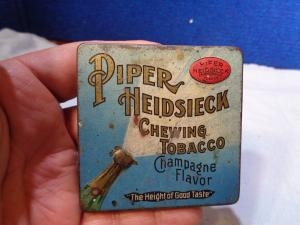 PIPER
HEIDSIECK
CHEWING
TOBACCO
Champagne
Flavor
"The Height of Good Taste"